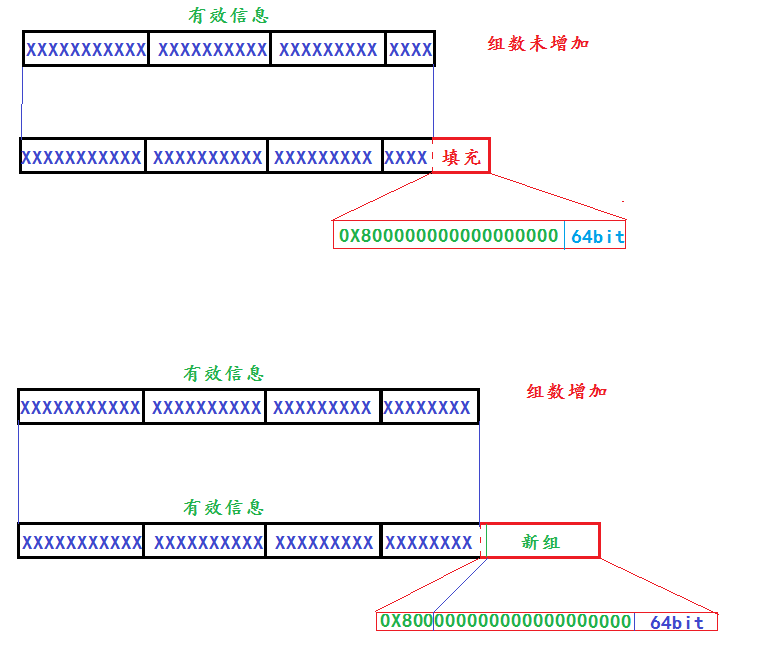 有效信息
XXXXXXXXXXX XXXXXXXXXX XXXXXXXXX XXXX
组数未增加
XXXXXXXXXXX XXXXXXXXXX XXXXXXXXX XXXX 填充
0X800000000000000000 64bit
有效信息
组数增加
XXXXXXXXXXX XXXXXXXXXX XXXXXXXXX XXXXXXXX
有效信息
XXXXXXXXXXX XXXXXXXXXX XXXXXXXXX XXXXXXXX 新组
0X800000000000000000000 64bit